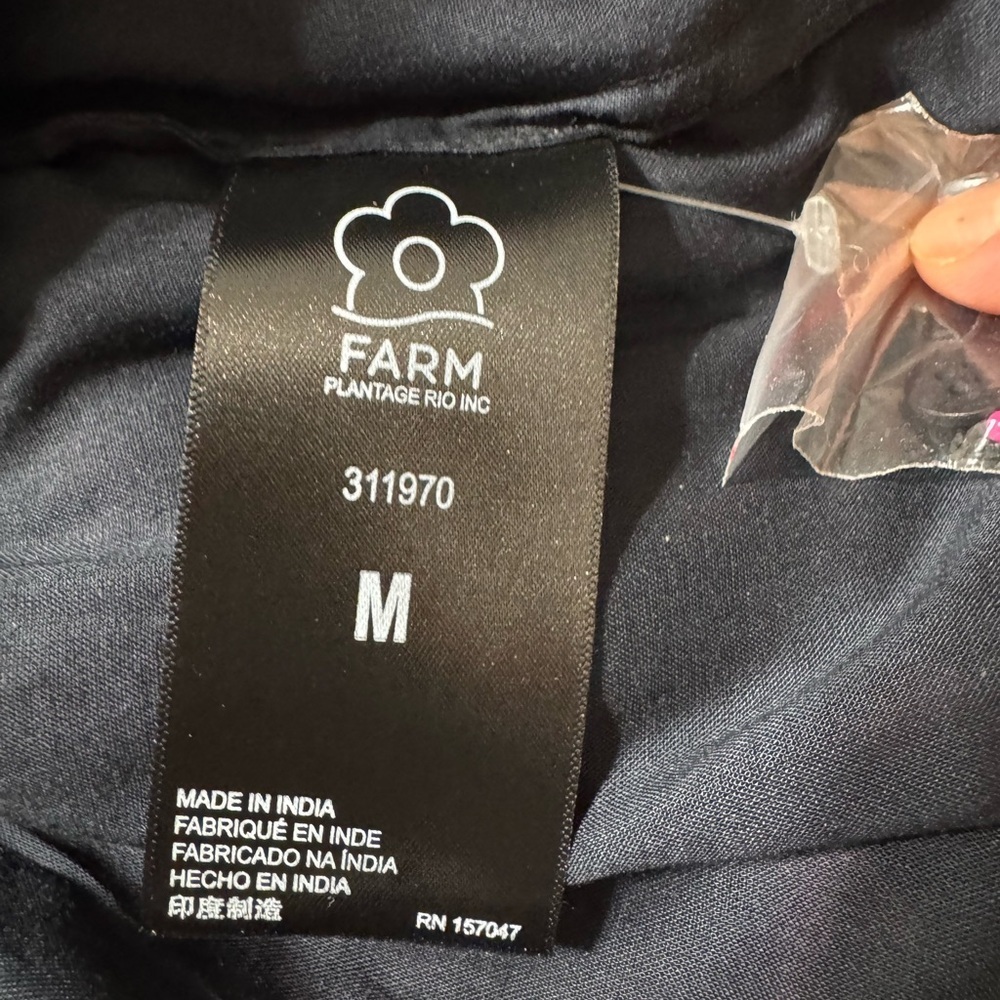 FARM
PLANTAGE RIO INC
311970
M
MADE IN INDIA
FABRIQUÉ EN INDE
FABRICADO NA ÍNDIA
HECHO EN INDIA
印度制造
RN 157047